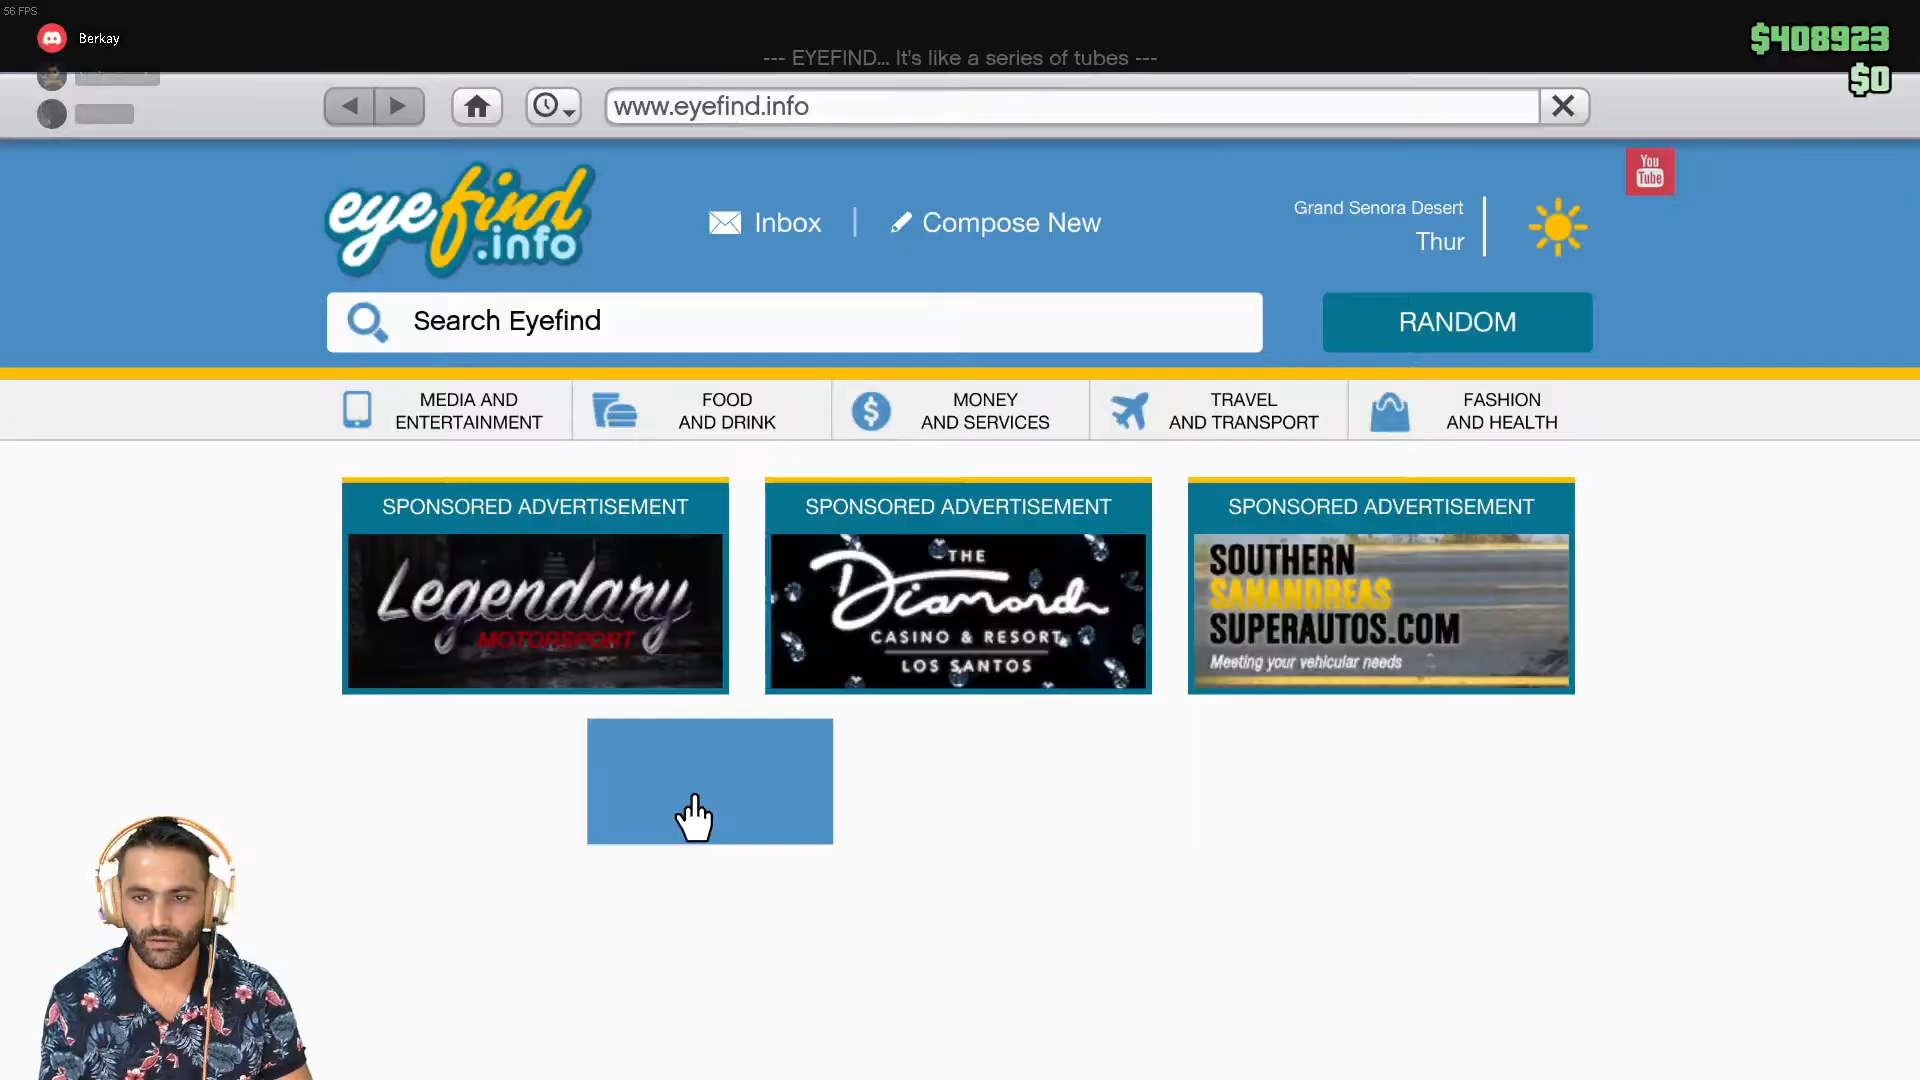 56 FPS
Berkay
--- EYEFIND... It's like a series of tubes ---
$408923
$0
www.eyefind.info
You
Tube
eyefind
.info
Inbox
Compose New
Grand Senora Desert
Thur
Search Eyefind
RANDOM
MEDIA AND
ENTERTAINMENT
FOOD
AND DRINK
MONEY
AND SERVICES
TRAVEL
AND TRANSPORT
FASHION
AND HEALTH
SPONSORED ADVERTISEMENT
Legendary
MOTORSPORT
SPONSORED ADVERTISEMENT
THE
Diamond
CASINO & RESORT
LOS SANTOS
SPONSORED ADVERTISEMENT
SOUTHERN
SANANDREAS
SUPERAUTOS.COM
Meeting your vehicular needs